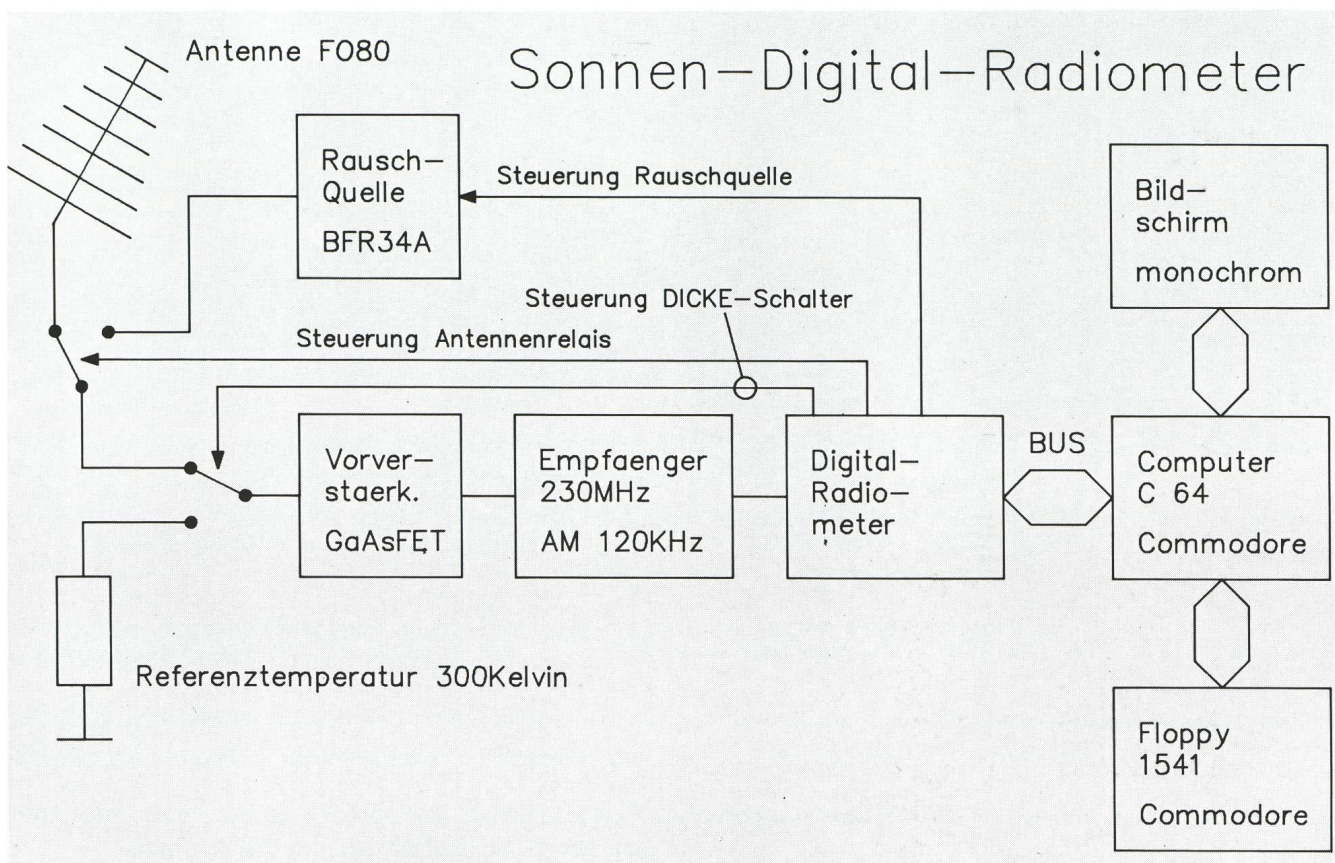 Antenne FO80
Sonnen-Digital-Radiometer
Rausch-
Quelle
BFR34A
Steuerung Rauschquelle
Bild-
schirm
monochrom
Steuerung DICKE-Schalter
Steuerung Antennenrelais
Vorver-
staerk.
GaAsFET
Empfaenger
230MHz
AM 120KHz
Digital-
Radio-
meter
BUS
Computer
C 64
Commodore
Referenztemperatur 300Kelvin
Floppy
1541
Commodore